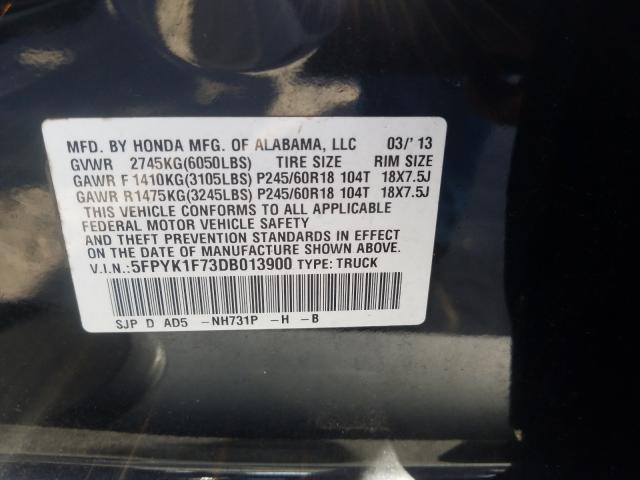 MFD. BY HONDA MFG. OF ALABAMA, LLC 03/'13
GVWR 2745KG(6050LBS) TIRE SIZE RIM SIZE
GAWR F 1410KG(3105LBS) P245/60R18 104T 18X7.5J
GAWR R1475KG(3245LBS) P245/60R18 104T 18X7.5J
THIS VEHICLE CONFORMS TO ALL APPLICABLE
FEDERAL MOTOR VEHICLE SAFETY
AND THEFT PREVENTION STANDARDS IN EFFECT
ON THE DATE OF MANUFACTURE SHOWN ABOVE.
V.I.N.:5FPYK1F73DB013900 TYPE: TRUCK
SJP D AD5 -NH731P -H -B